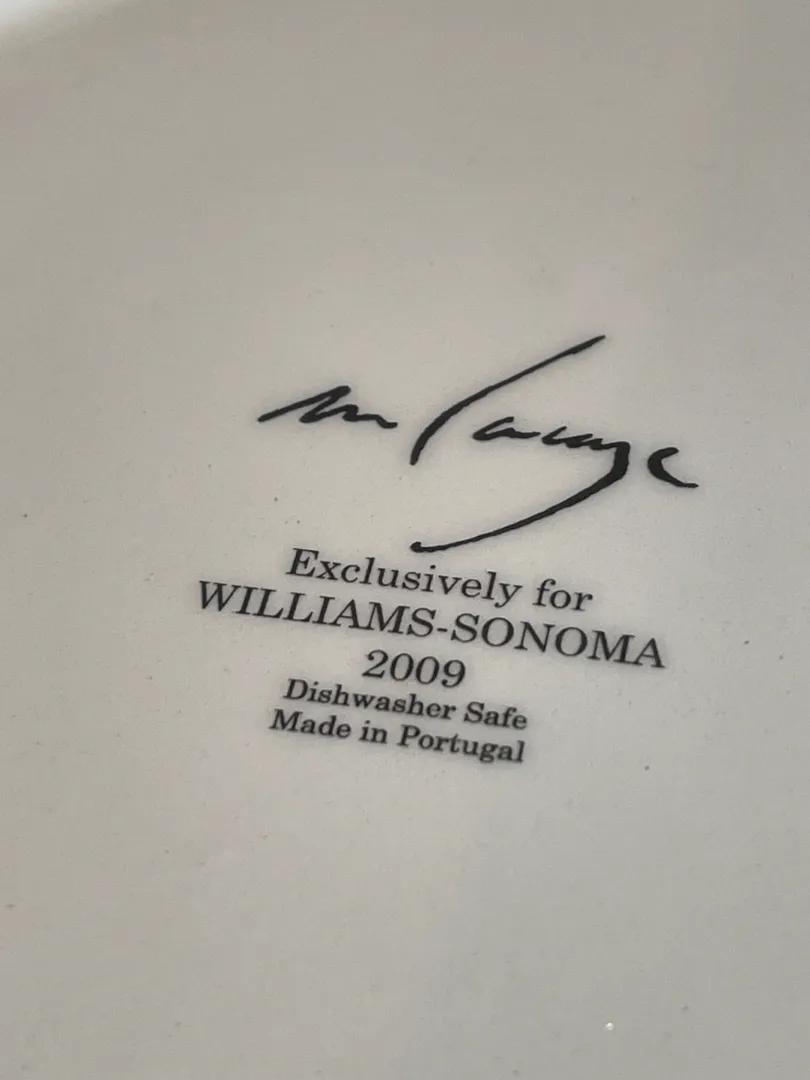 Exclusively for
WILLIAMS-SONOMA
2009
Dishwasher Safe
Made in Portugal